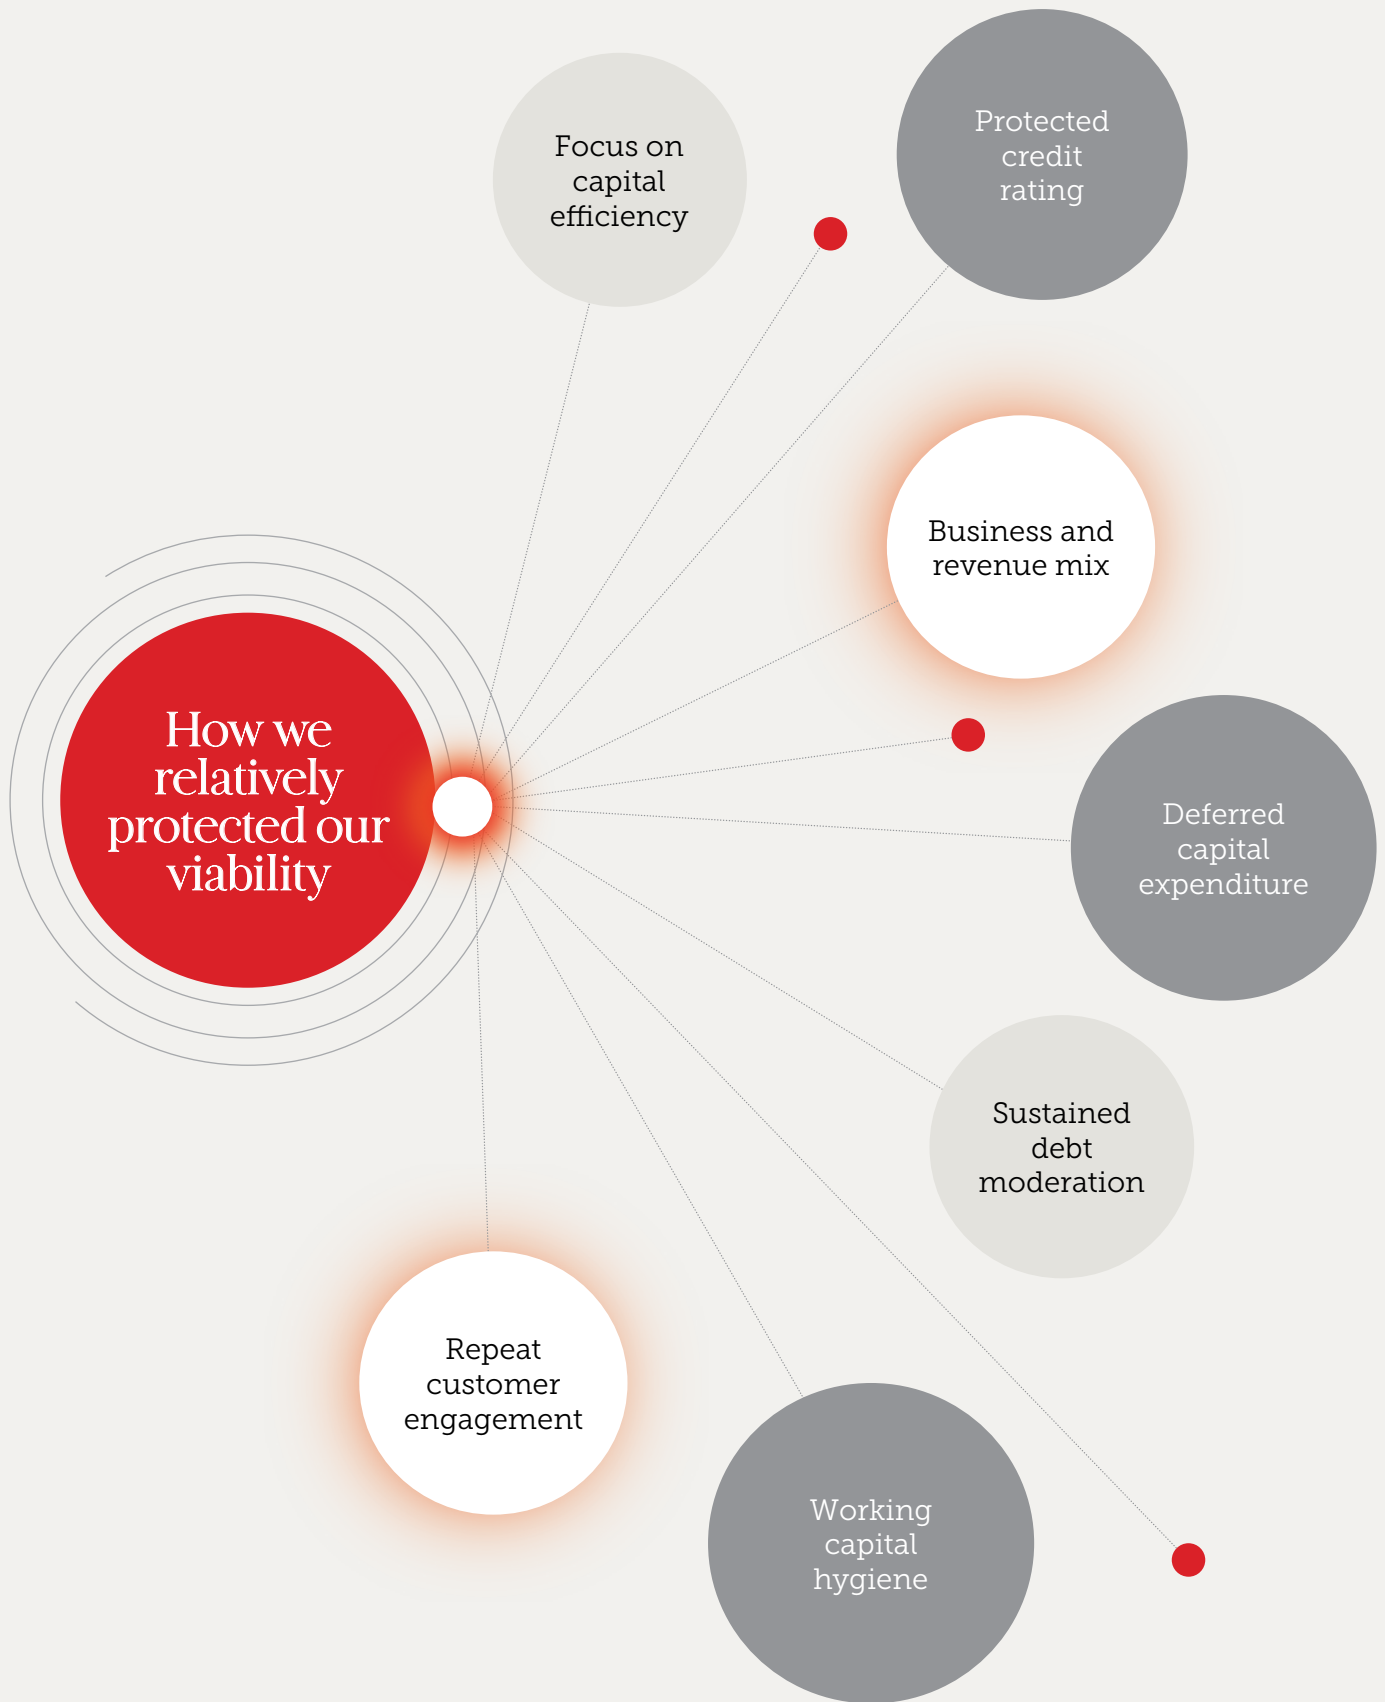 Focus on
capital
efficiency
Protected
credit
rating
Business and
revenue mix
How we
relatively
protected our
viability
Deferred
capital
expenditure
Sustained
debt
moderation
Repeat
customer
engagement
Working
capital
hygiene